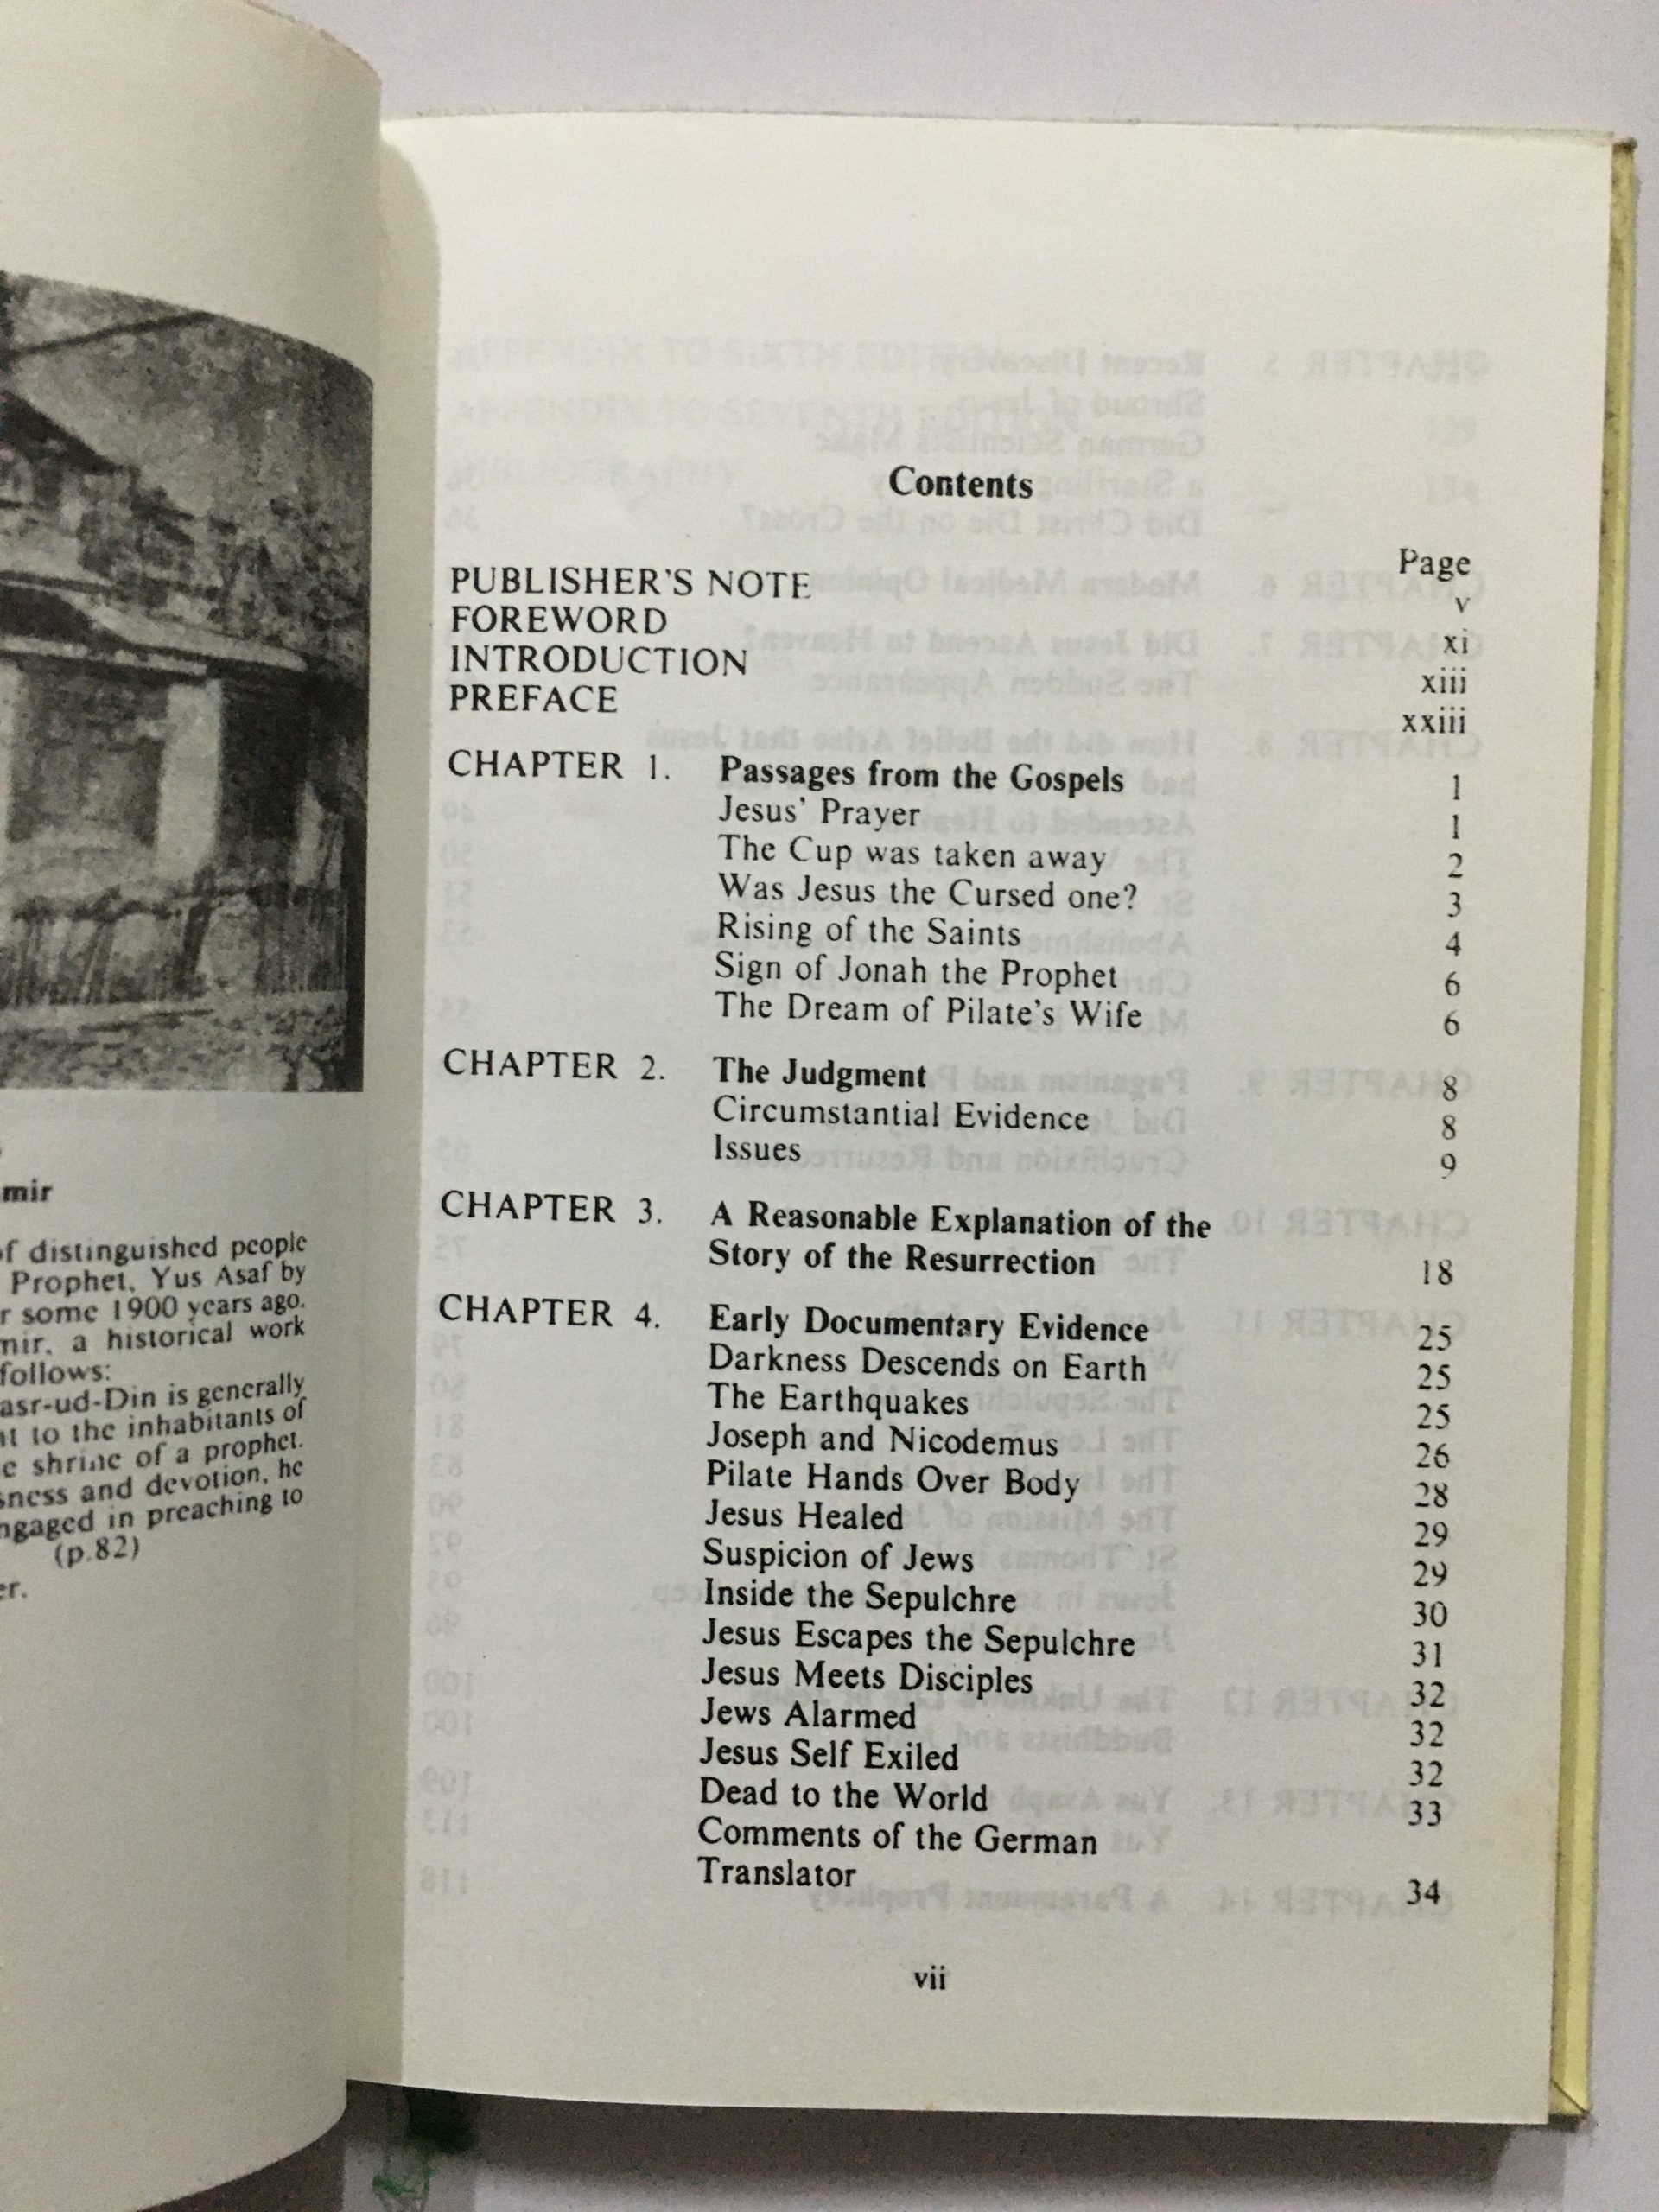 mir
of distinguished people
Prophet, Yus Asaf by
r some 1900 years ago.
mir, a historical work
follows:
asr-ud-Din is generally
nt to the inhabitants of
e shrine of a prophet.
sness and devotion, he
ngaged in preaching to
(p.82)
er.
Contents
Page
PUBLISHER'S NOTE v
FOREWORD xi
INTRODUCTION xiii
PREFACE xxiii
CHAPTER 1. Passages from the Gospels 1
Jesus' Prayer 1
The Cup was taken away 2
Was Jesus the Cursed one? 3
Rising of the Saints 4
Sign of Jonah the Prophet 6
The Dream of Pilate's Wife 6
CHAPTER 2. The Judgment 8
Circumstantial Evidence 8
Issues 9
CHAPTER 3. A Reasonable Explanation of the
Story of the Resurrection 18
CHAPTER 4. Early Documentary Evidence 25
Darkness Descends on Earth 25
The Earthquakes 25
Joseph and Nicodemus 26
Pilate Hands Over Body 28
Jesus Healed 29
Suspicion of Jews 29
Inside the Sepulchre 30
Jesus Escapes the Sepulchre 31
Jesus Meets Disciples 32
Jews Alarmed 32
Jesus Self Exiled 32
Dead to the World 33
Comments of the German
Translator 34
vii